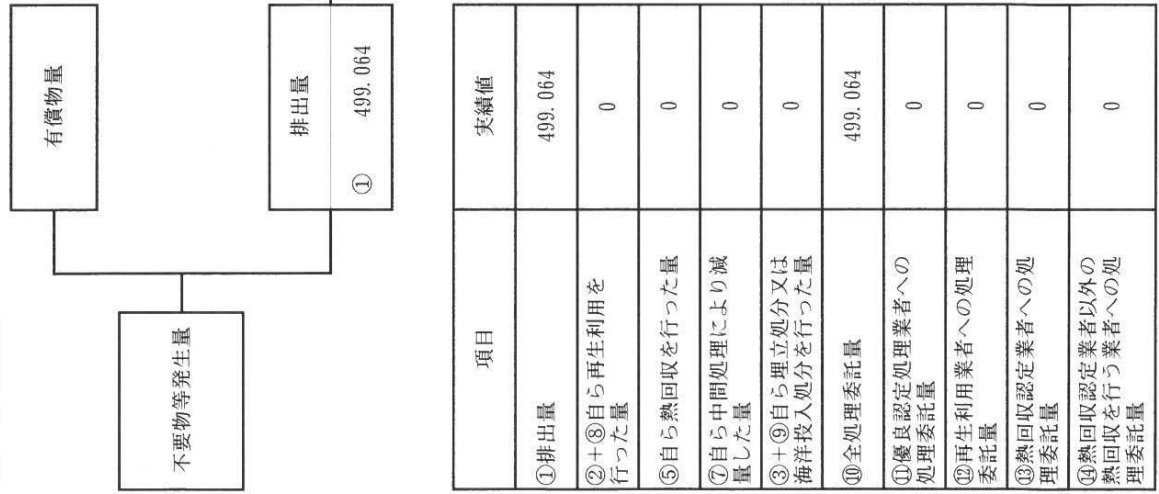 有償物量
不要物等発生量
排出量
① 499.064
項目 実績値
①排出量 499.064
②+⑧自ら再生利用を
行った量 0
⑤自ら熱回収を行った量 0
⑦自ら中間処理により減
量した量 0
③+⑨自ら埋立処分又は
海洋投入処分を行った量 0
⑩全処理委託量 499.064
⑪優良認定処理業者への
処理委託量 0
⑫再生利用業者への処理
委託量 0
⑬熱回収認定業者への処
理委託量 0
⑭熱回収認定業者以外の
熱回収を行う業者への処
理委託量 0